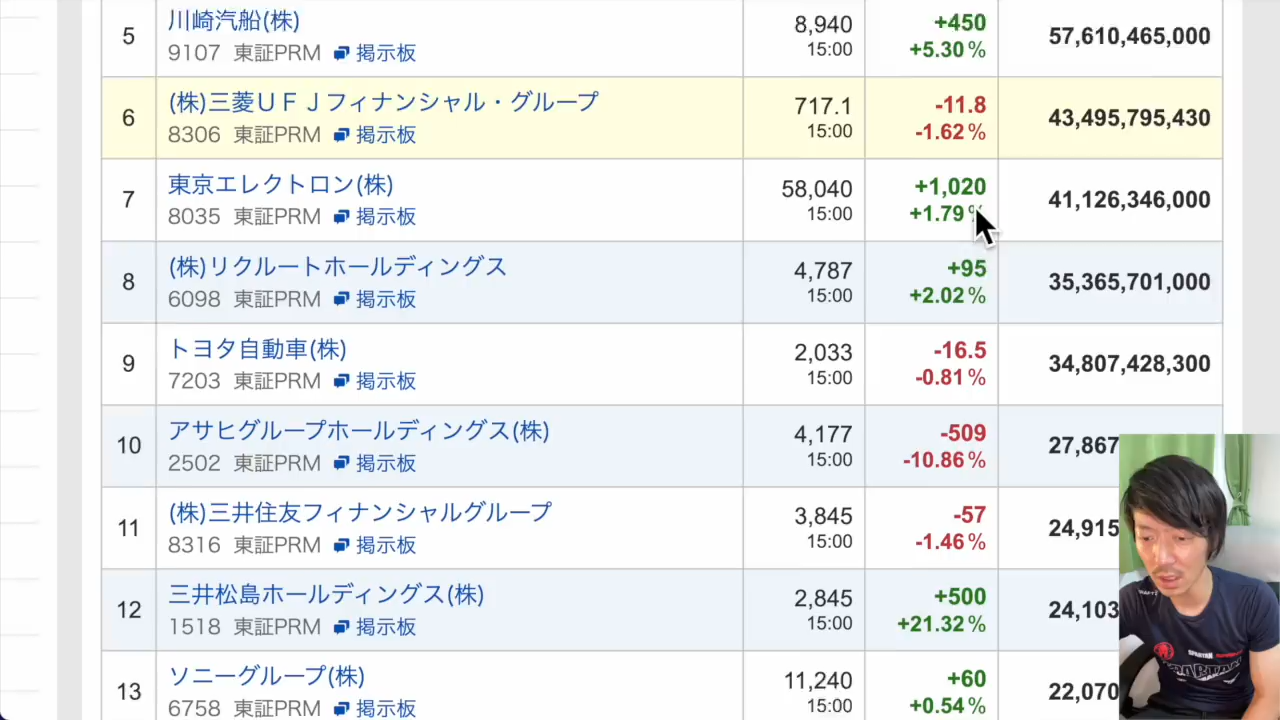 5
川崎汽船(株)
9107 東証PRM 掲示板
8,940
15:00
+450
+5.30%
57,610,465,000
6
(株)三菱UFJフィナンシャル・グループ
8306 東証PRM 掲示板
717.1
15:00
-11.8
-1.62%
43,495,795,430
7
東京エレクトロン(株)
8035 東証PRM 掲示板
58,040
15:00
+1,020
+1.79%
41,126,346,000
8
(株)リクルートホールディングス
6098 東証PRM 掲示板
4,787
15:00
+95
+2.02%
35,365,701,000
9
トヨタ自動車(株)
7203 東証PRM 掲示板
2,033
15:00
-16.5
-0.81%
34,807,428,300
10
アサヒグループホールディングス(株)
2502 東証PRM 掲示板
4,177
15:00
-509
-10.86%
27,867
11
(株)三井住友フィナンシャルグループ
8316 東証PRM 掲示板
3,845
15:00
-57
-1.46%
24,915
12
三井松島ホールディングス(株)
1518 東証PRM 掲示板
2,845
15:00
+500
+21.32%
24,103
13
ソニーグループ(株)
6758 東証PRM 掲示板
11,240
15:00
+60
+0.54%
22,070
SPARTAN